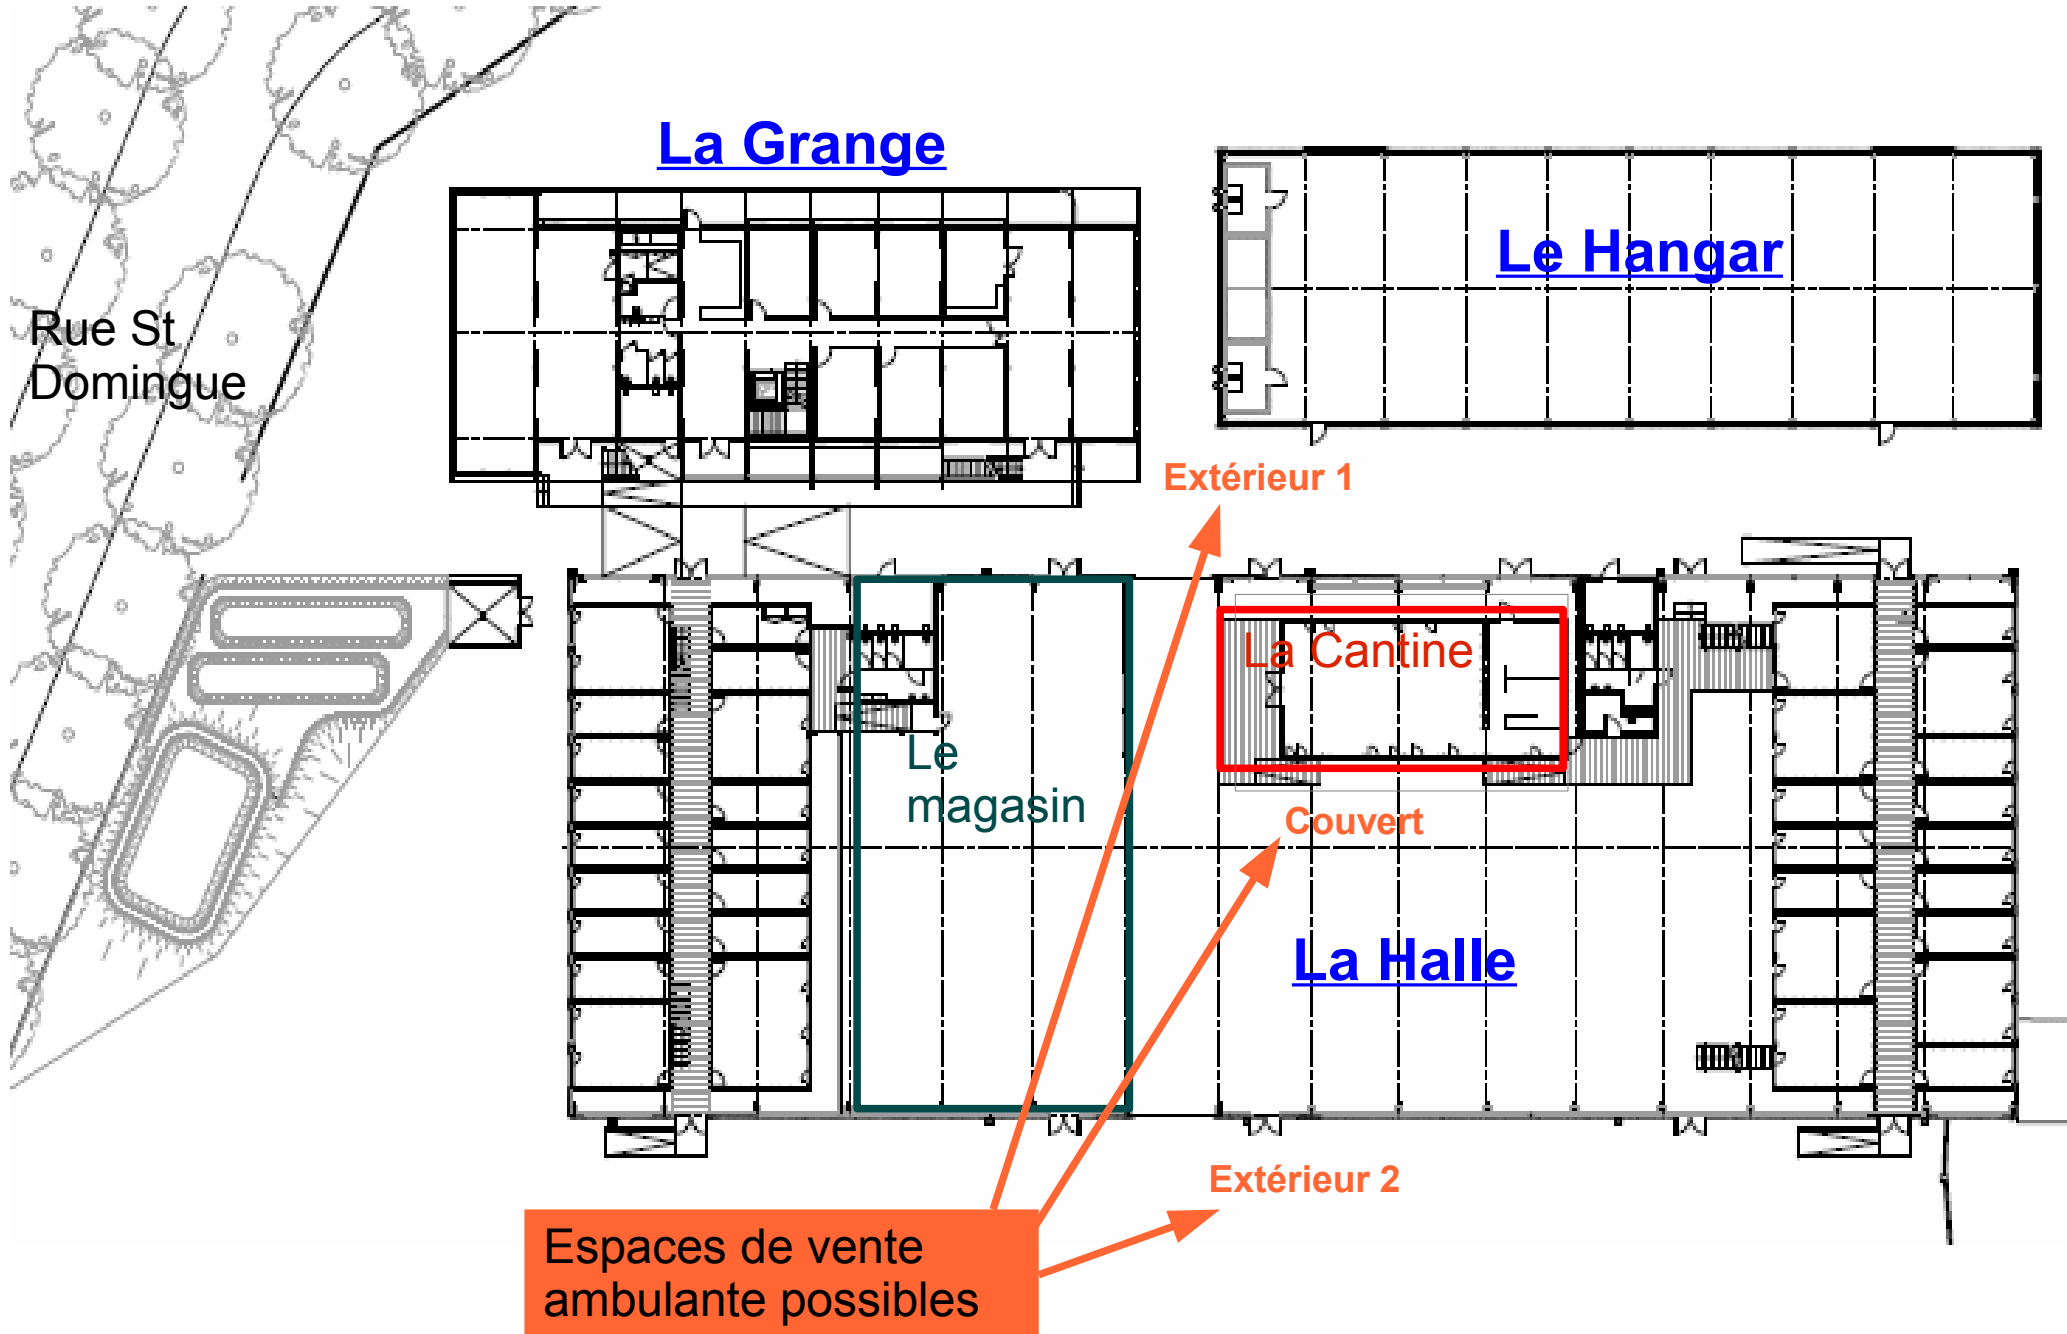 La Grange
Le Hangar
Rue St
Domingue
Extérieur 1
La Cantine
Le
magasin
Couvert
La Halle
Extérieur 2
Espaces de vente
ambulante possibles